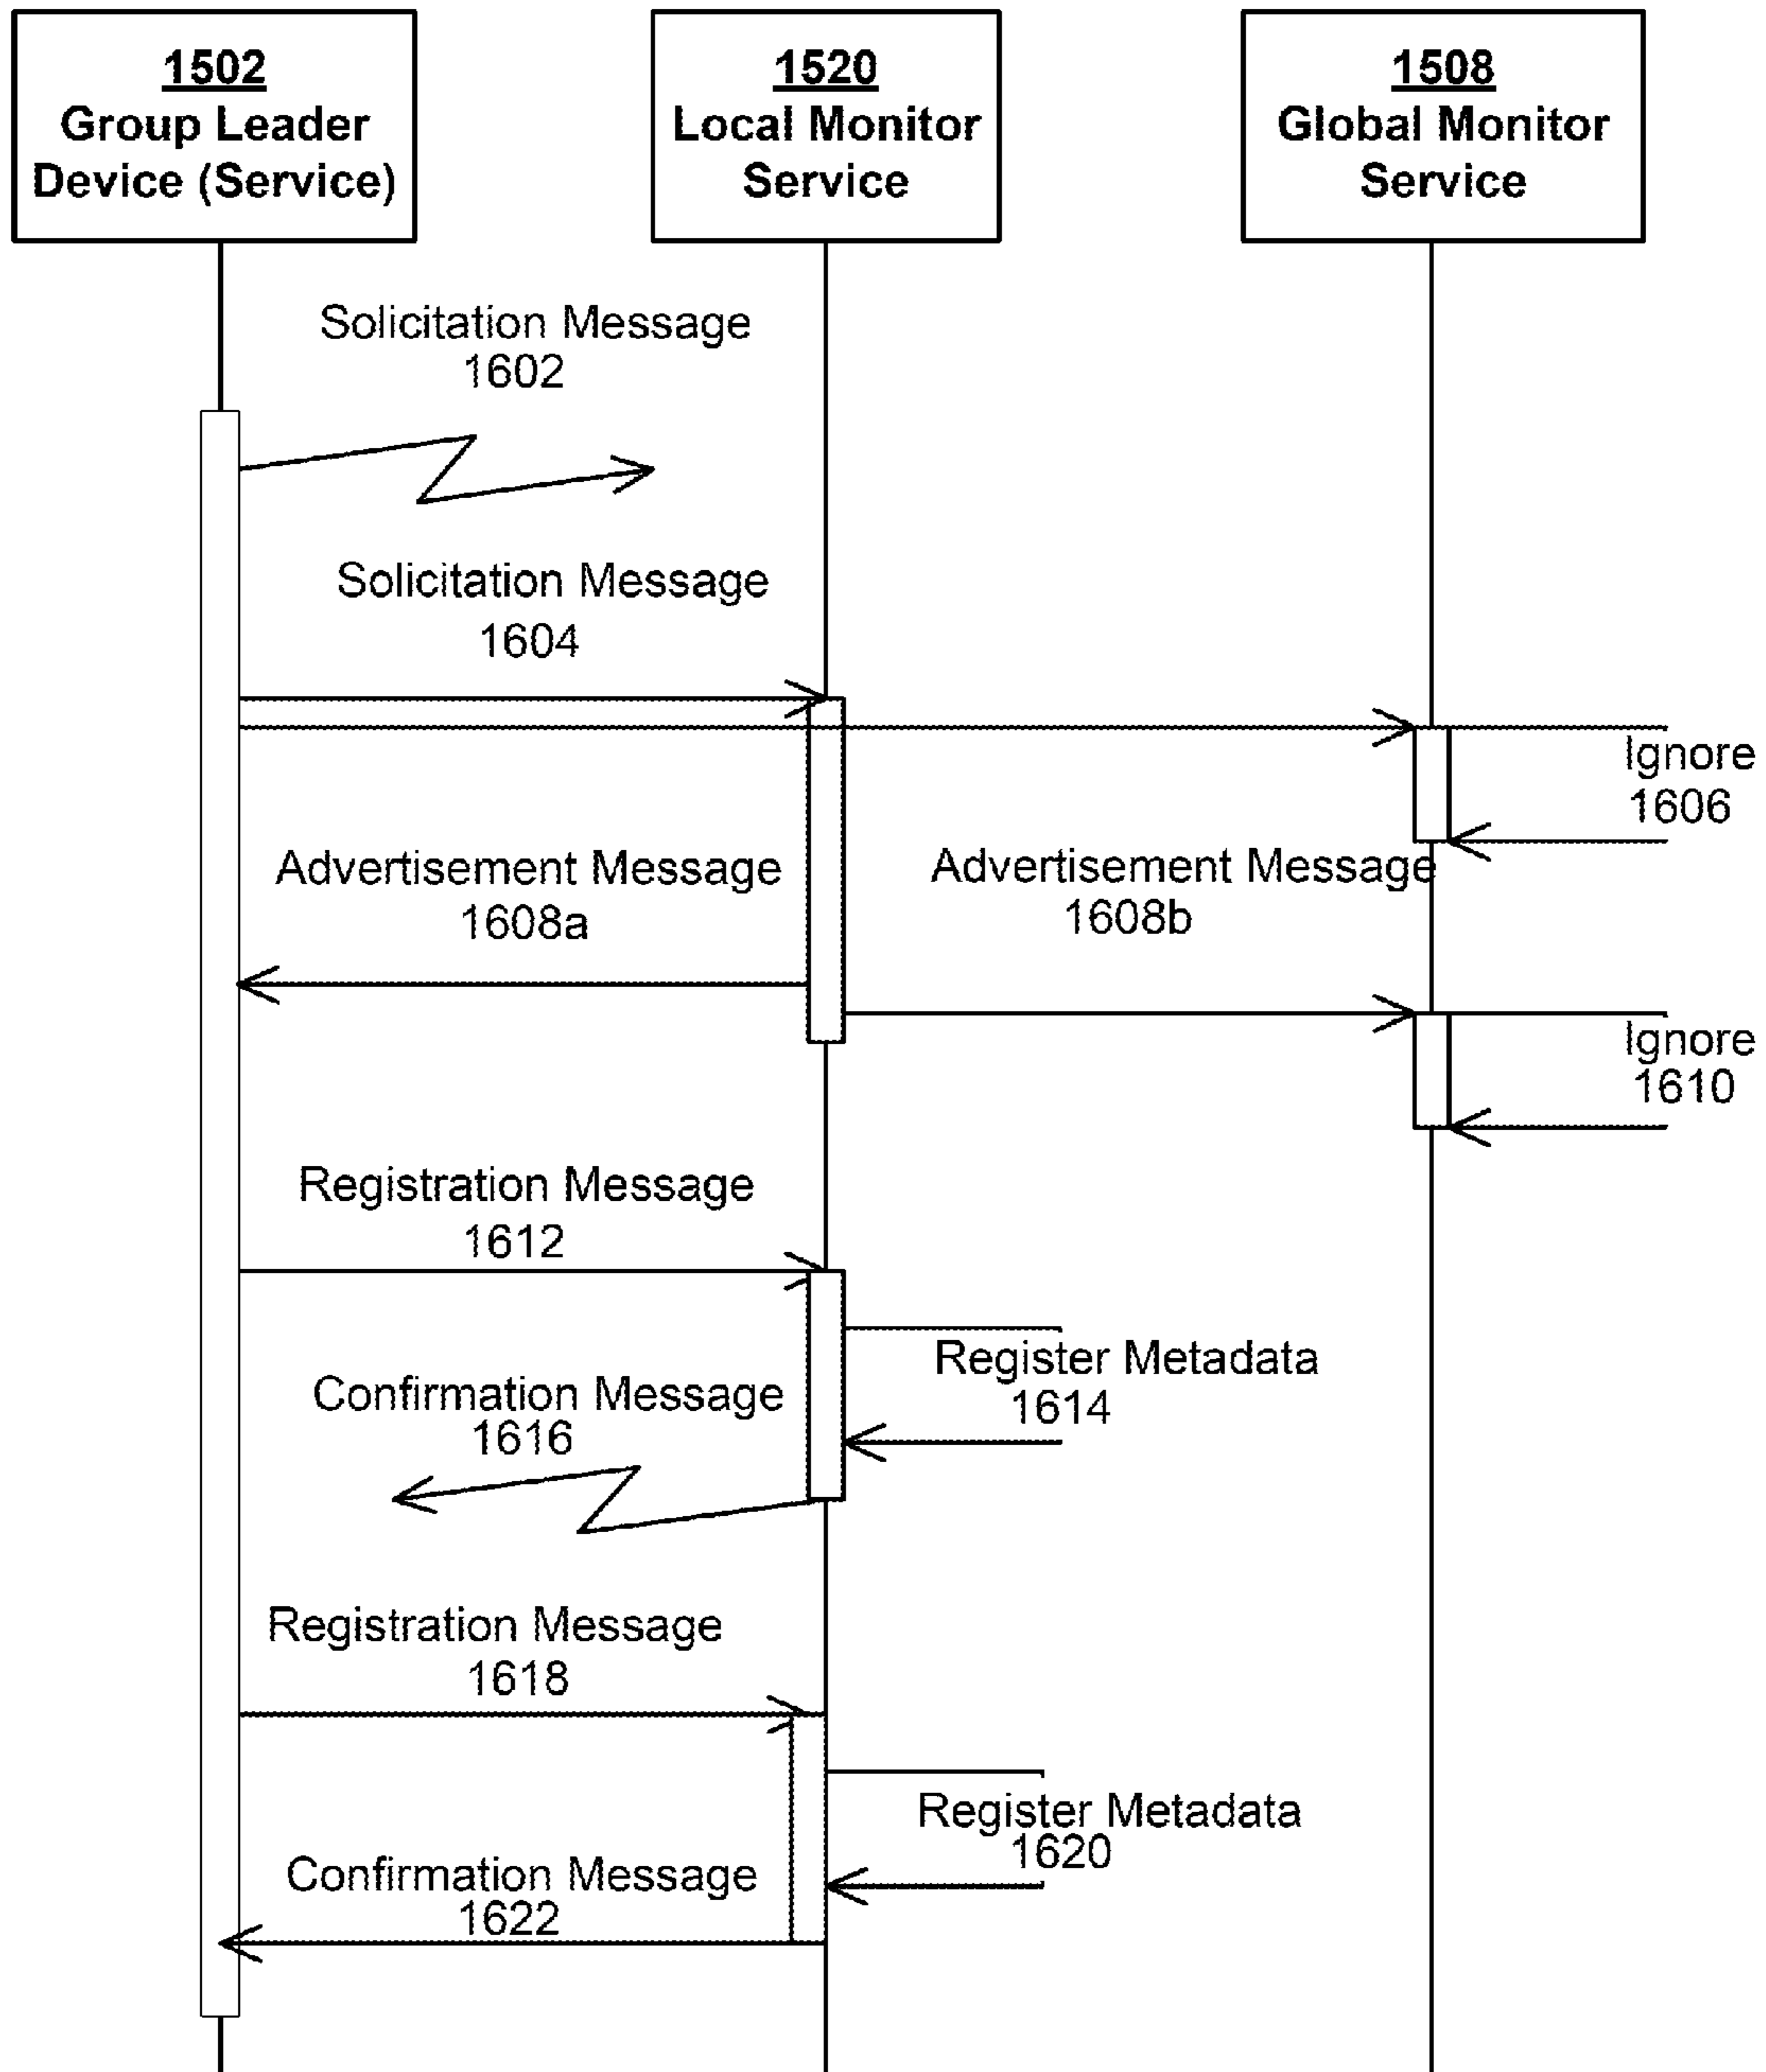 1502
Group Leader
Device (Service)
1520
Local Monitor
Service
1508
Global Monitor
Service
Solicitation Message
1602
Solicitation Message
1604
Ignore
1606
Advertisement Message
1608a
Advertisement Message
1608b
Ignore
1610
Registration Message
1612
Register Metadata
1614
Confirmation Message
1616
Registration Message
1618
Register Metadata
1620
Confirmation Message
1622